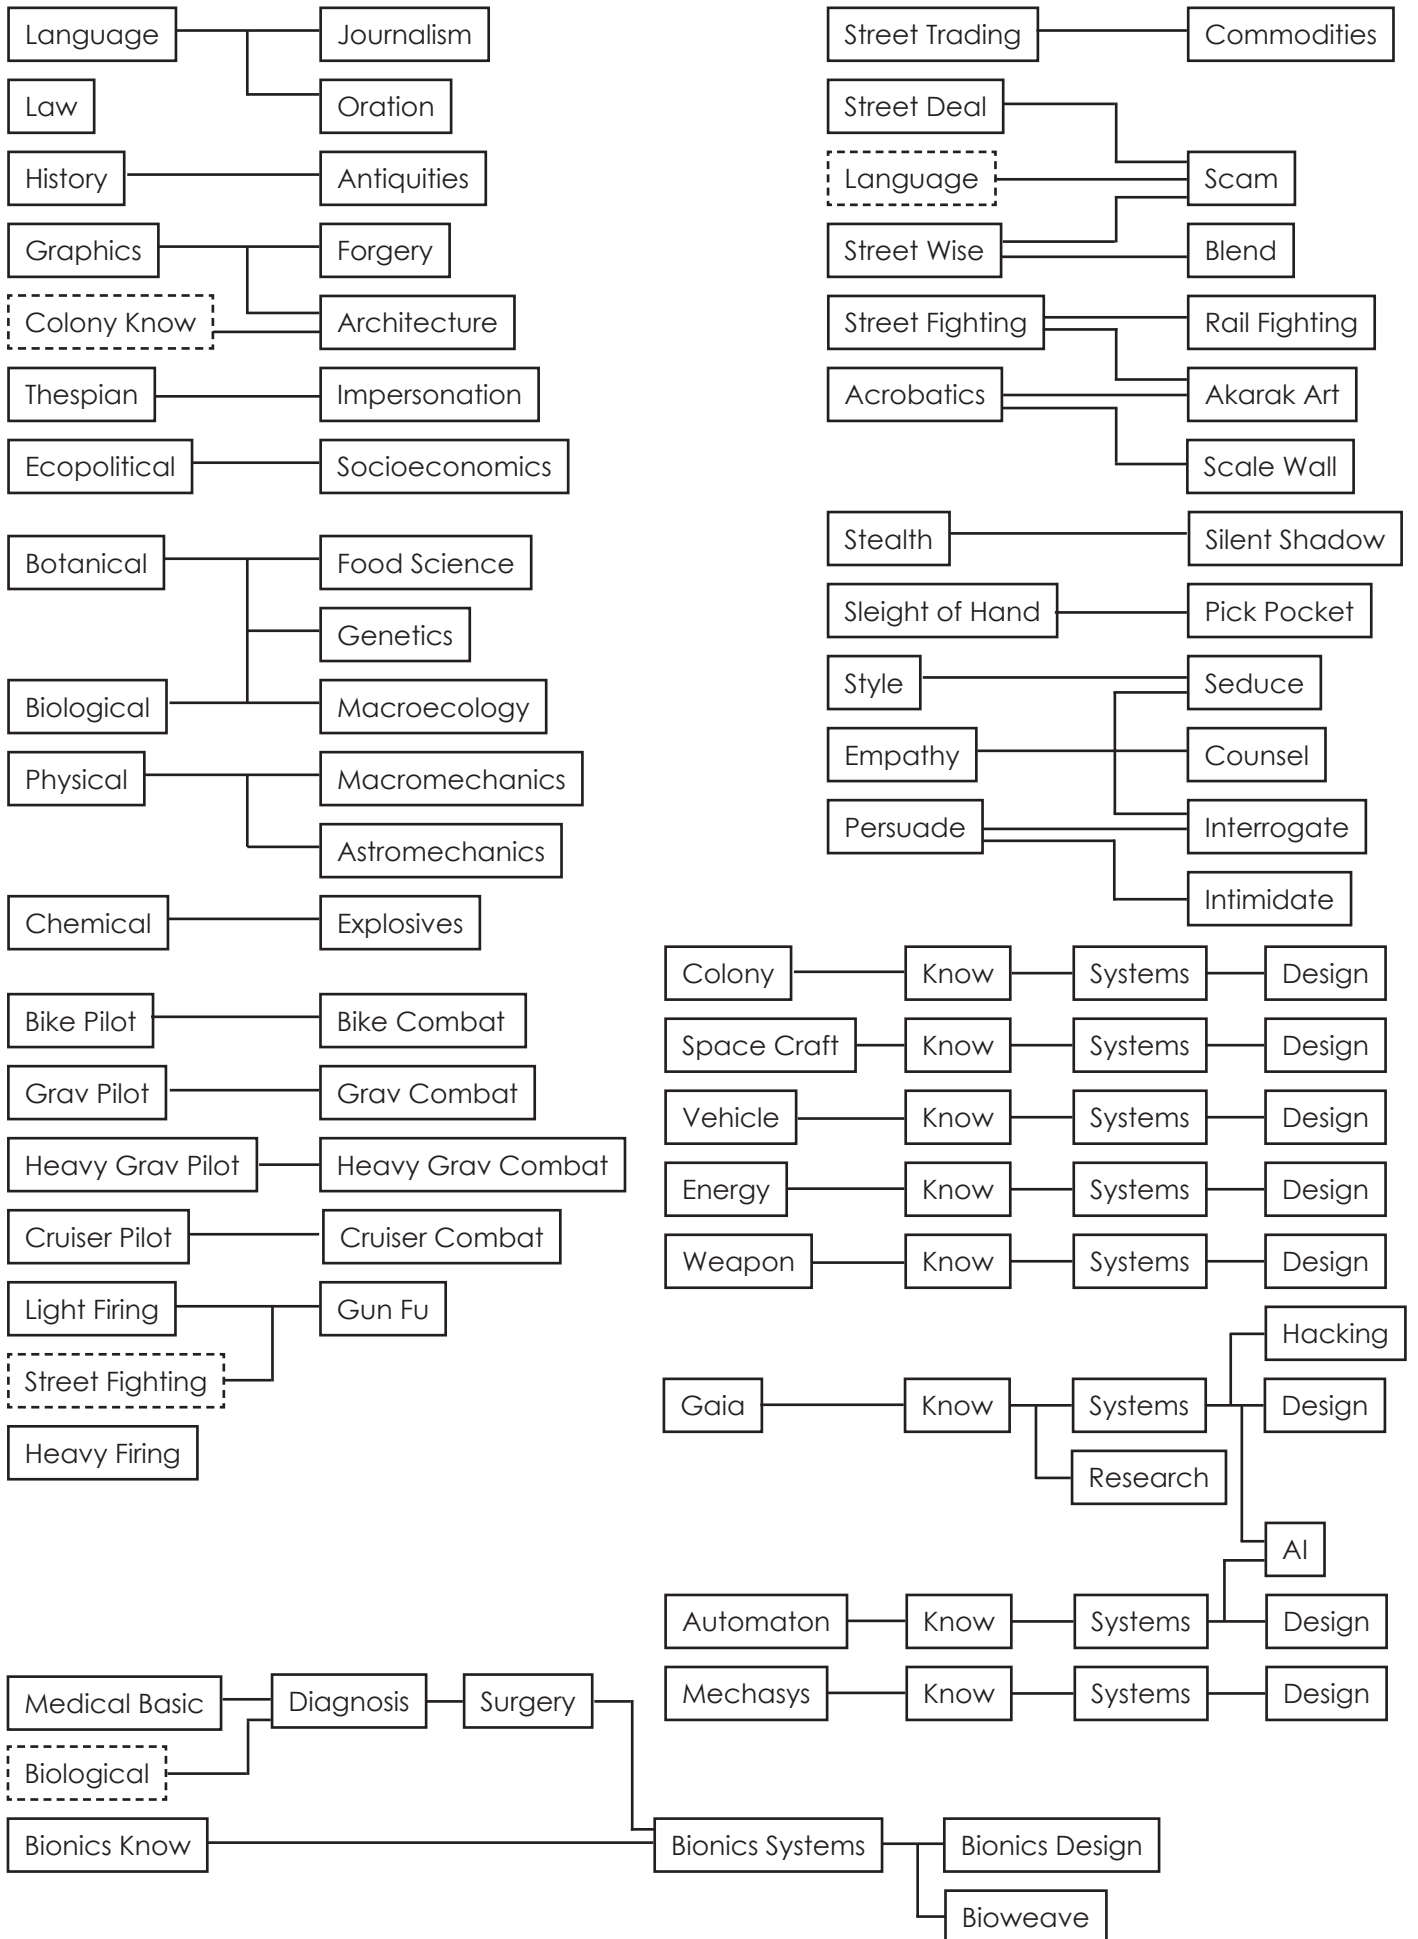 Language
Journalism
Law
Oration
History
Antiquities
Graphics
Forgery
Colony Know
Architecture
Thespian
Impersonation
Ecopolitical
Socioeconomics
Botanical
Food Science
Genetics
Biological
Macroecology
Physical
Macromechanics
Astromechanics
Chemical
Explosives
Bike Pilot
Bike Combat
Grav Pilot
Grav Combat
Heavy Grav Pilot
Heavy Grav Combat
Cruiser Pilot
Cruiser Combat
Light Firing
Gun Fu
Street Fighting
Heavy Firing
Street Trading
Commodities
Street Deal
Language
Scam
Street Wise
Blend
Street Fighting
Rail Fighting
Acrobatics
Akarak Art
Scale Wall
Stealth
Silent Shadow
Sleight of Hand
Pick Pocket
Style
Seduce
Empathy
Counsel
Persuade
Interrogate
Intimidate
Colony
Know
Systems
Design
Space Craft
Know
Systems
Design
Vehicle
Know
Systems
Design
Energy
Know
Systems
Design
Weapon
Know
Systems
Design
Hacking
Gaia
Know
Systems
Design
Research
AI
Automaton
Know
Systems
Design
Mechasys
Know
Systems
Design
Medical Basic
Diagnosis
Surgery
Biological
Bionics Know
Bionics Systems
Bionics Design
Bioweave